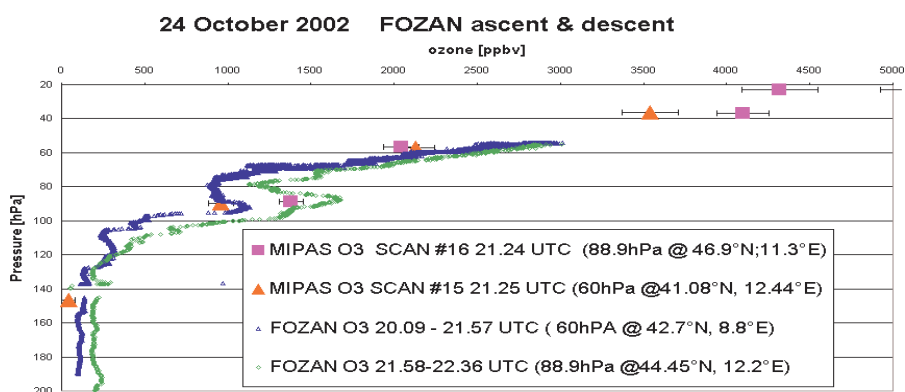 24 October 2002 FOZAN ascent & descent
ozone [ppbv]
0 500 1000 1500 2000 2500 3000 3500 4000 4500 5000
Pressure [hPa]
20
40
60
80
100
120
140
160
180
200
MIPAS O3 SCAN #16 21.24 UTC (88.9hPa @ 46.9°N;11.3°E)
MIPAS O3 SCAN #15 21.25 UTC (60hPa @41.08°N, 12.44°E)
FOZAN O3 20.09 - 21.57 UTC ( 60hPA @ 42.7°N, 8.8°E)
FOZAN O3 21.58-22.36 UTC (88.9hPa @44.45°N, 12.2°E)